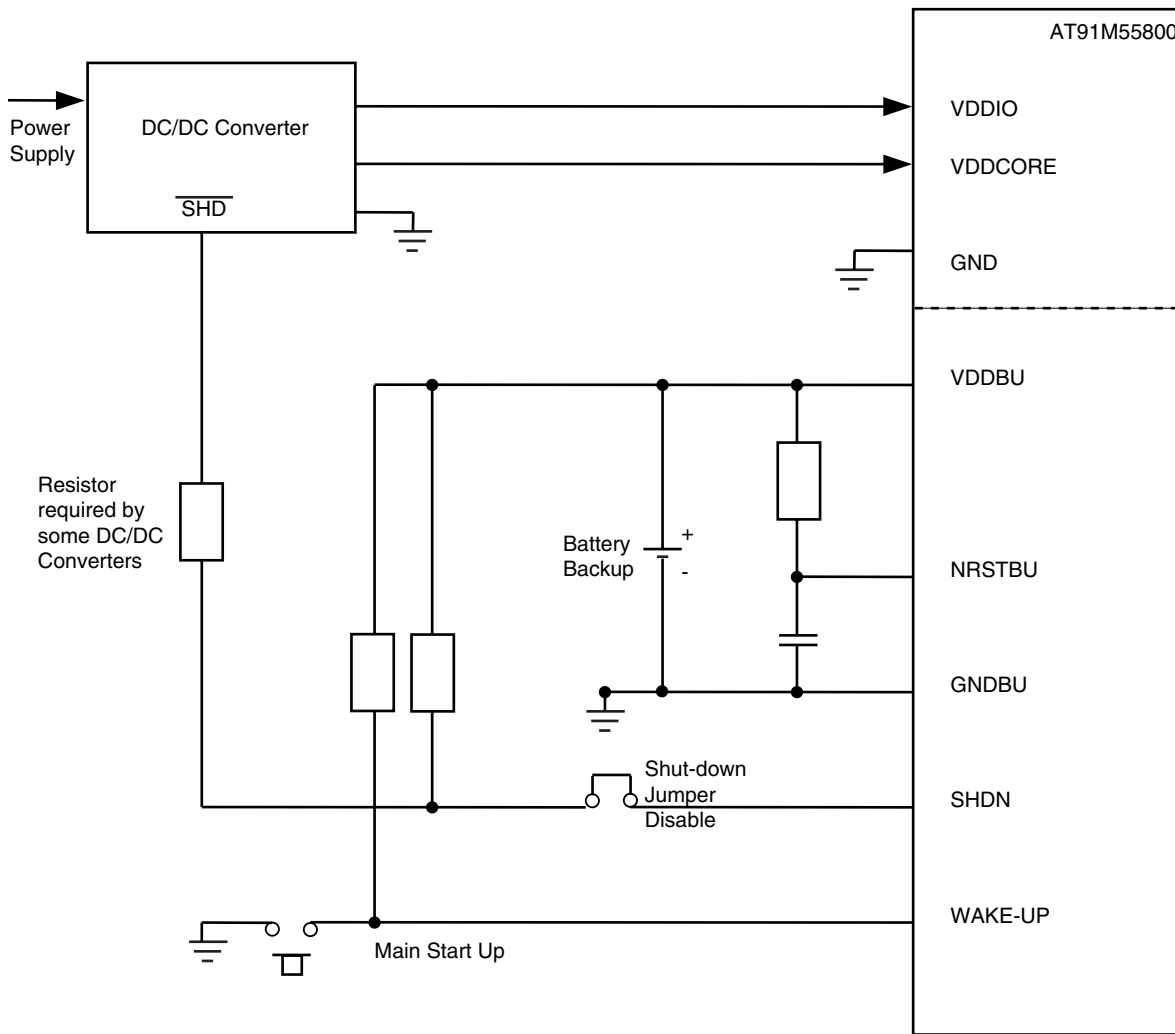 AT91M55800
Power
Supply
DC/DC Converter
SHD
VDDIO
VDDCORE
GND
VDDBU
Resistor
required by
some DC/DC
Converters
Battery
Backup
+
-
NRSTBU
GNDBU
Shut-down
Jumper
Disable
SHDN
WAKE-UP
Main Start Up